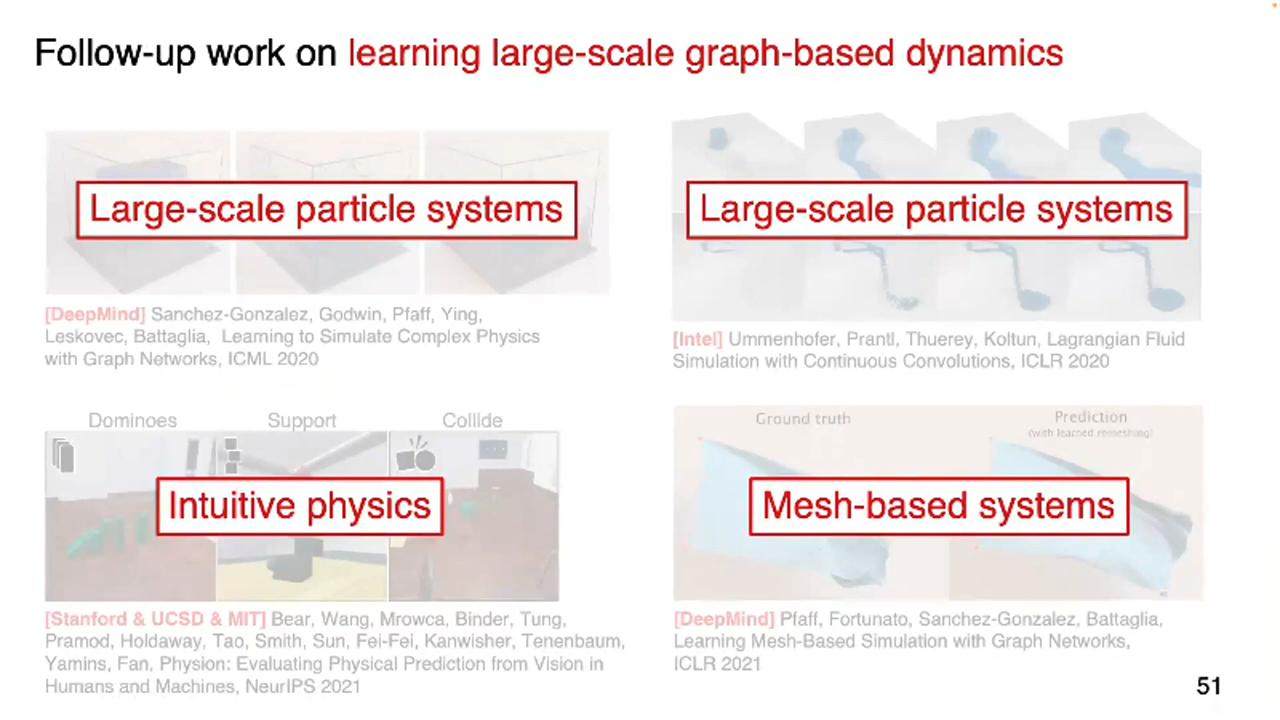 Follow-up work on learning large-scale graph-based dynamics
Large-scale particle systems
[DeepMind] Sanchez-Gonzalez, Godwin, Pfaff, Ying,
Leskovec, Battaglia, Learning to Simulate Complex Physics
with Graph Networks, ICML 2020
Large-scale particle systems
[Intel] Ummenhofer, Prantl, Thuerey, Koltun, Lagrangian Fluid
Simulation with Continuous Convolutions, ICLR 2020
Dominoes Support Collide
Intuitive physics
[Stanford & UCSD & MIT] Bear, Wang, Mrowca, Binder, Tung,
Pramod, Holdaway, Tao, Smith, Sun, Fei-Fei, Kanwisher, Tenenbaum,
Yamins, Fan, Physion: Evaluating Physical Prediction from Vision in
Humans and Machines, NeurIPS 2021
Ground truth Prediction
(with learned remeshing)
Mesh-based systems
[DeepMind] Pfaff, Fortunato, Sanchez-Gonzalez, Battaglia,
Learning Mesh-Based Simulation with Graph Networks,
ICLR 2021
51